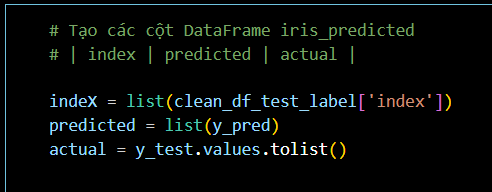 # Tạo các cột DataFrame iris_predicted
# | index | predicted | actual |
indeX = list(clean_df_test_label['index'])
predicted = list(y_pred)
actual = y_test.values.tolist()